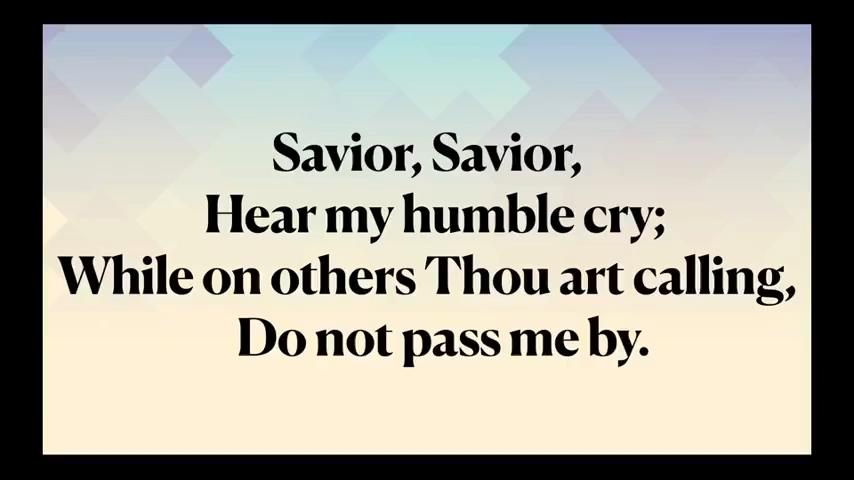 Savior, Savior,
Hear my humble cry;
While on others Thou art calling,
Do not pass me by.